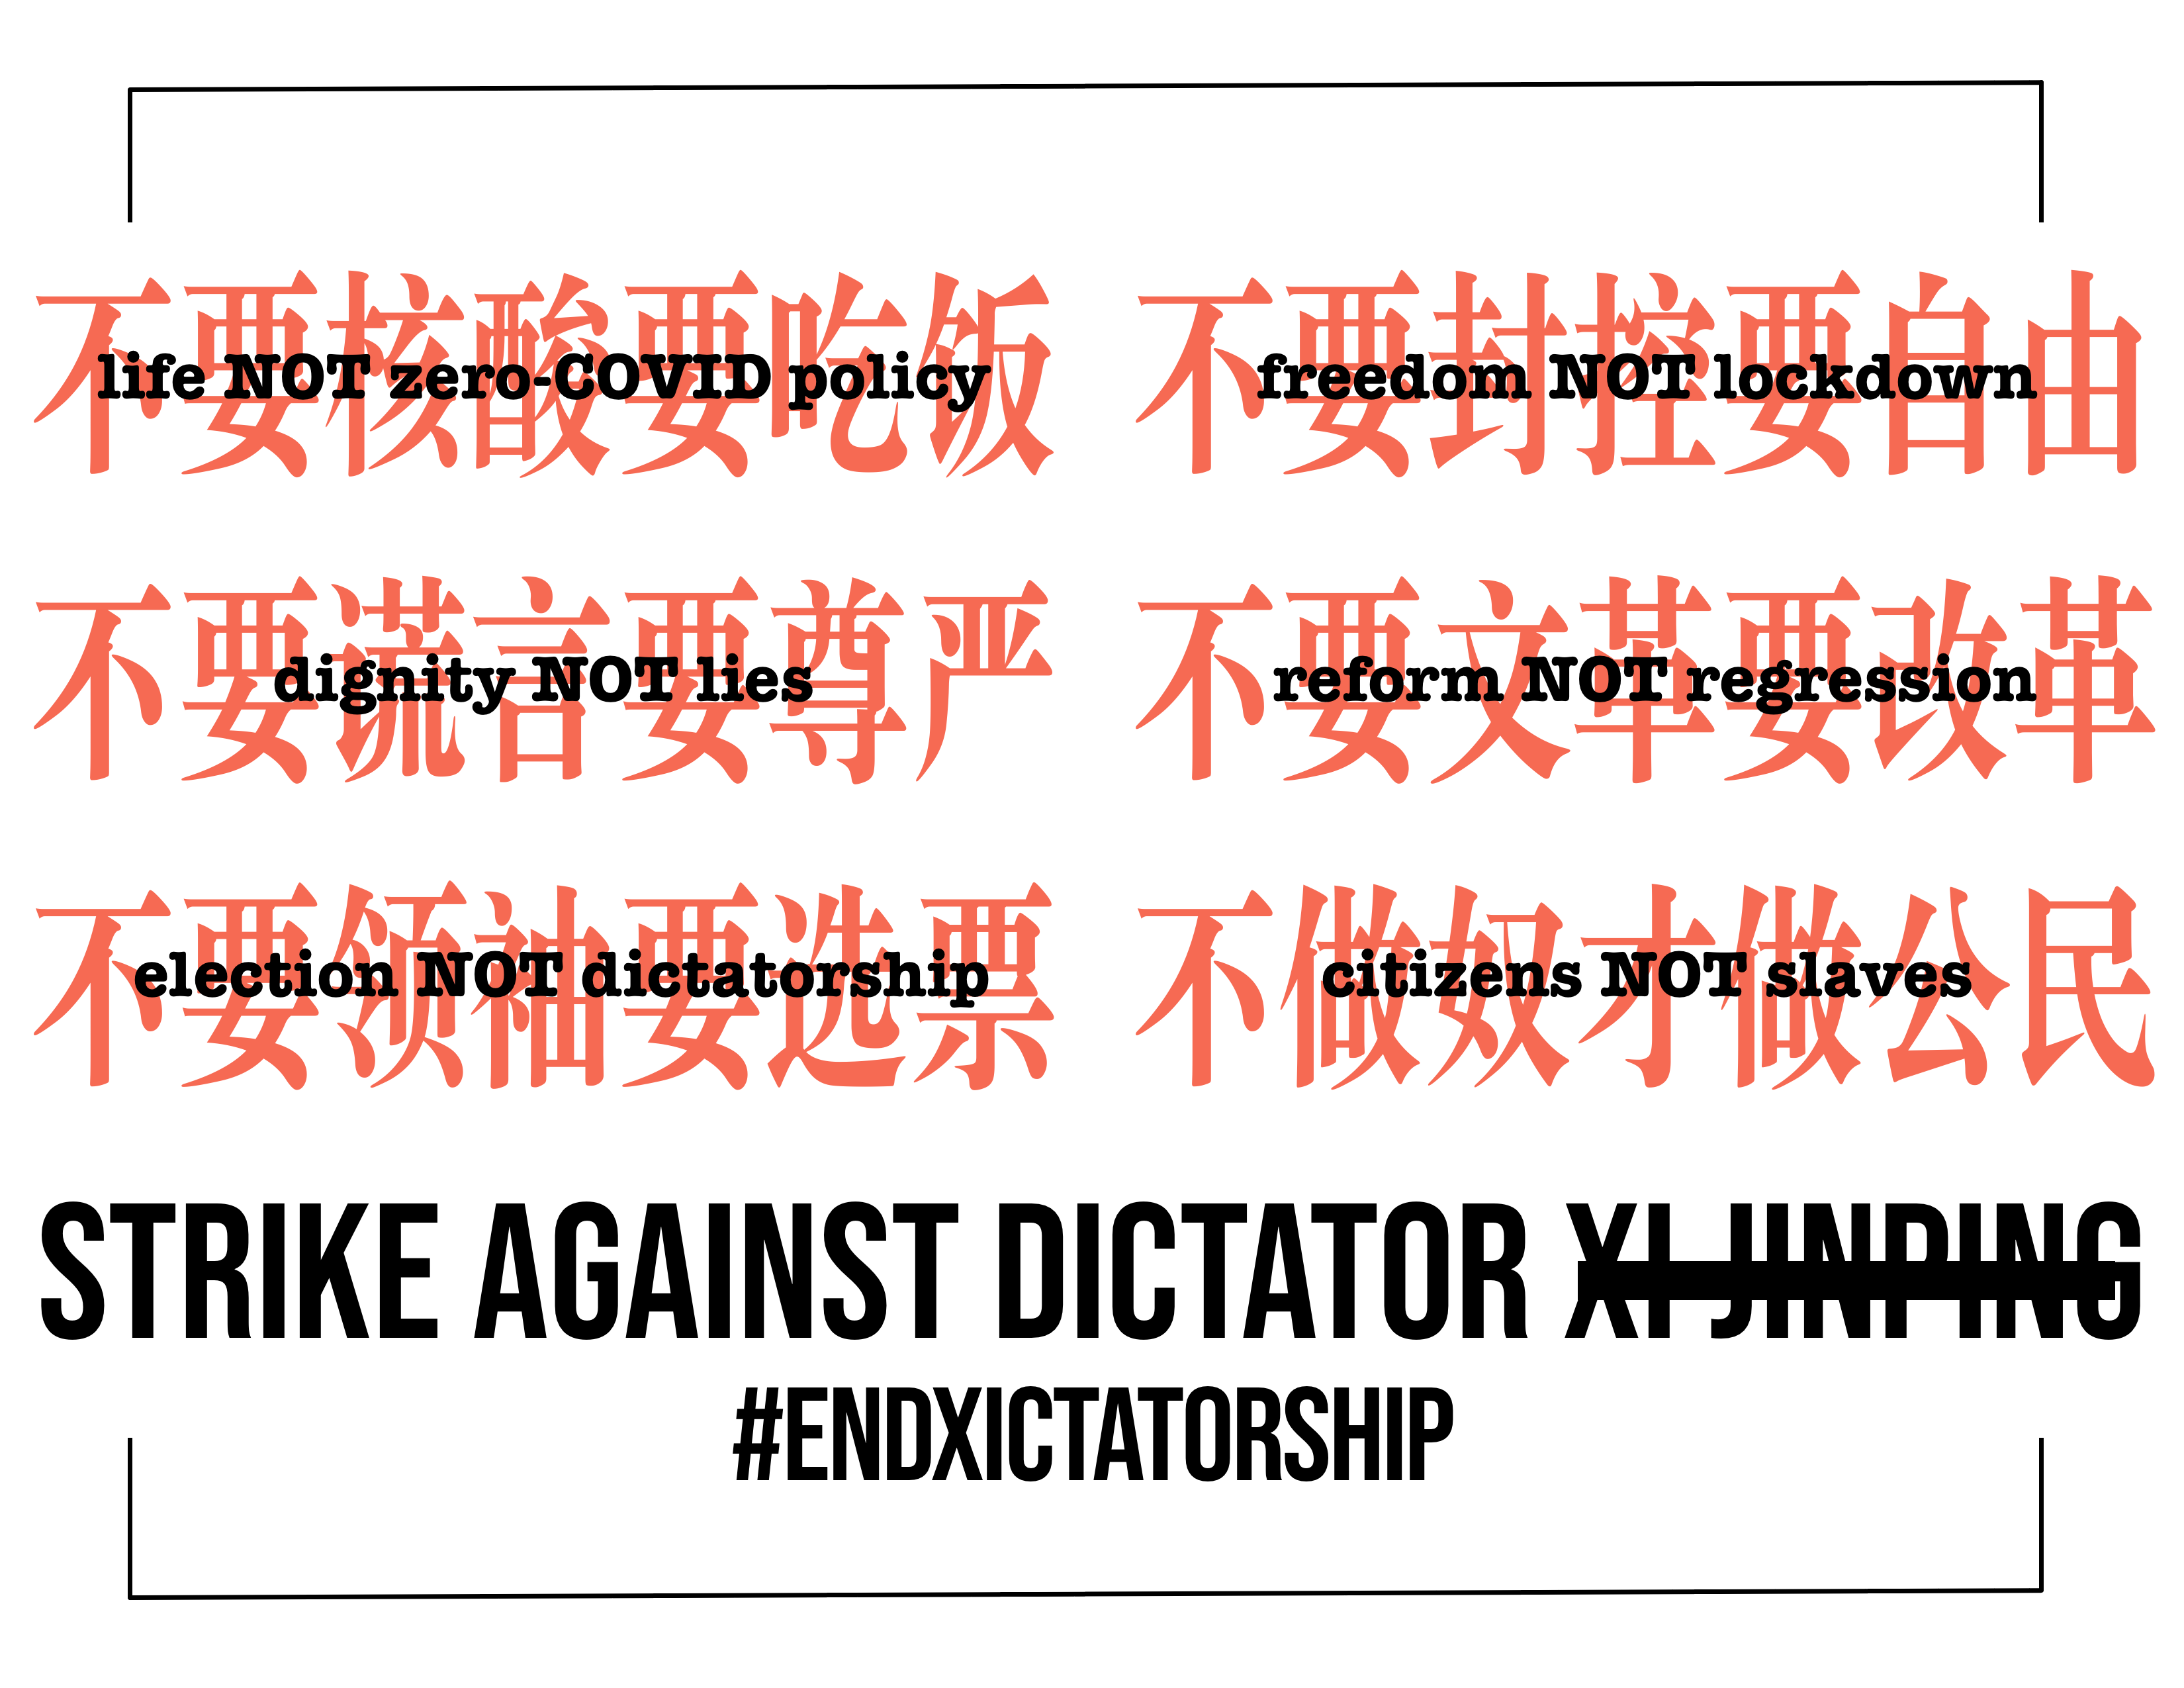 不要核酸要吃饭 不要封控要自由
life NOT zero-COVID policy freedom NOT lockdown
不要谎言要尊严 不要文革要改革
dignity NOT lies reform NOT regression
不要领袖要选票 不做奴才做公民
election NOT dictatorship citizens NOT slaves
STRIKE AGAINST DICTATOR XI JINPING
#ENDXICTATORSHIP